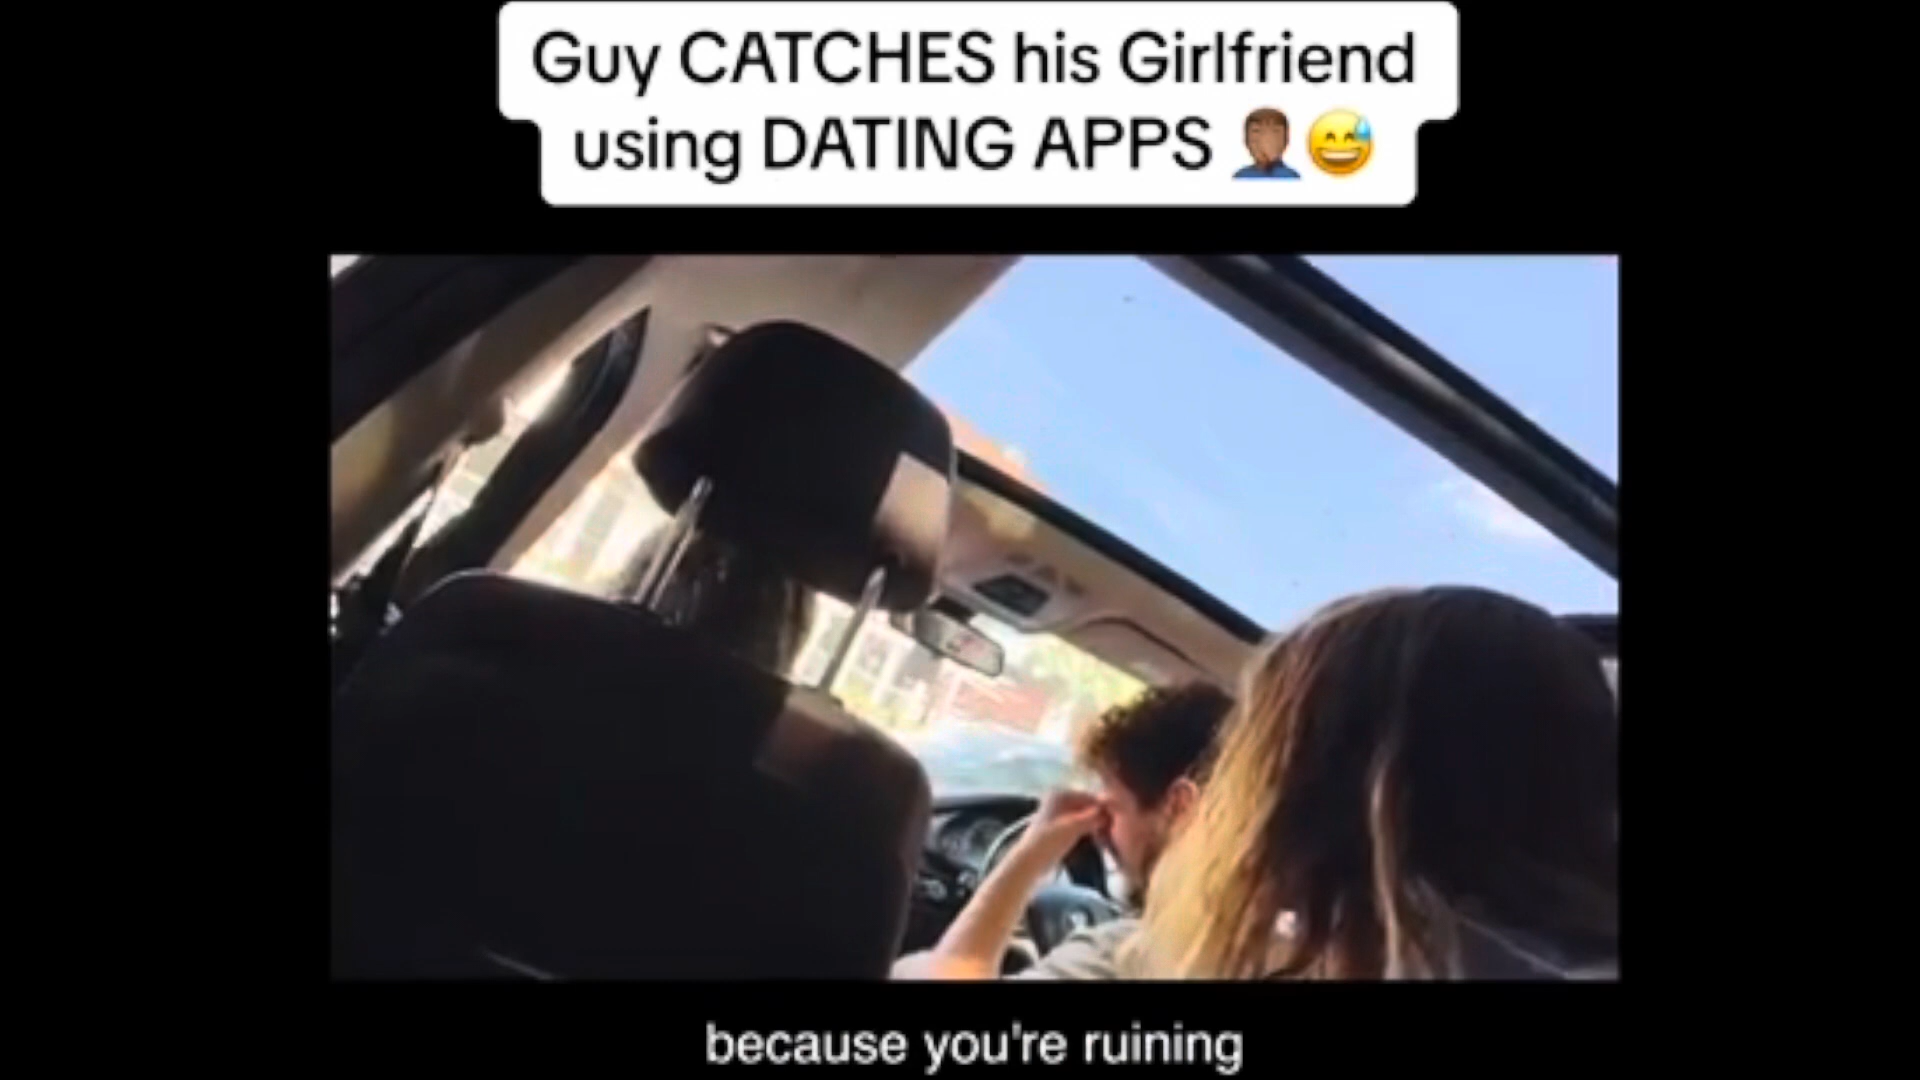 Guy CATCHES his Girlfriend
using DATING APPS 🤦🏾‍♂️😅
because you're ruining